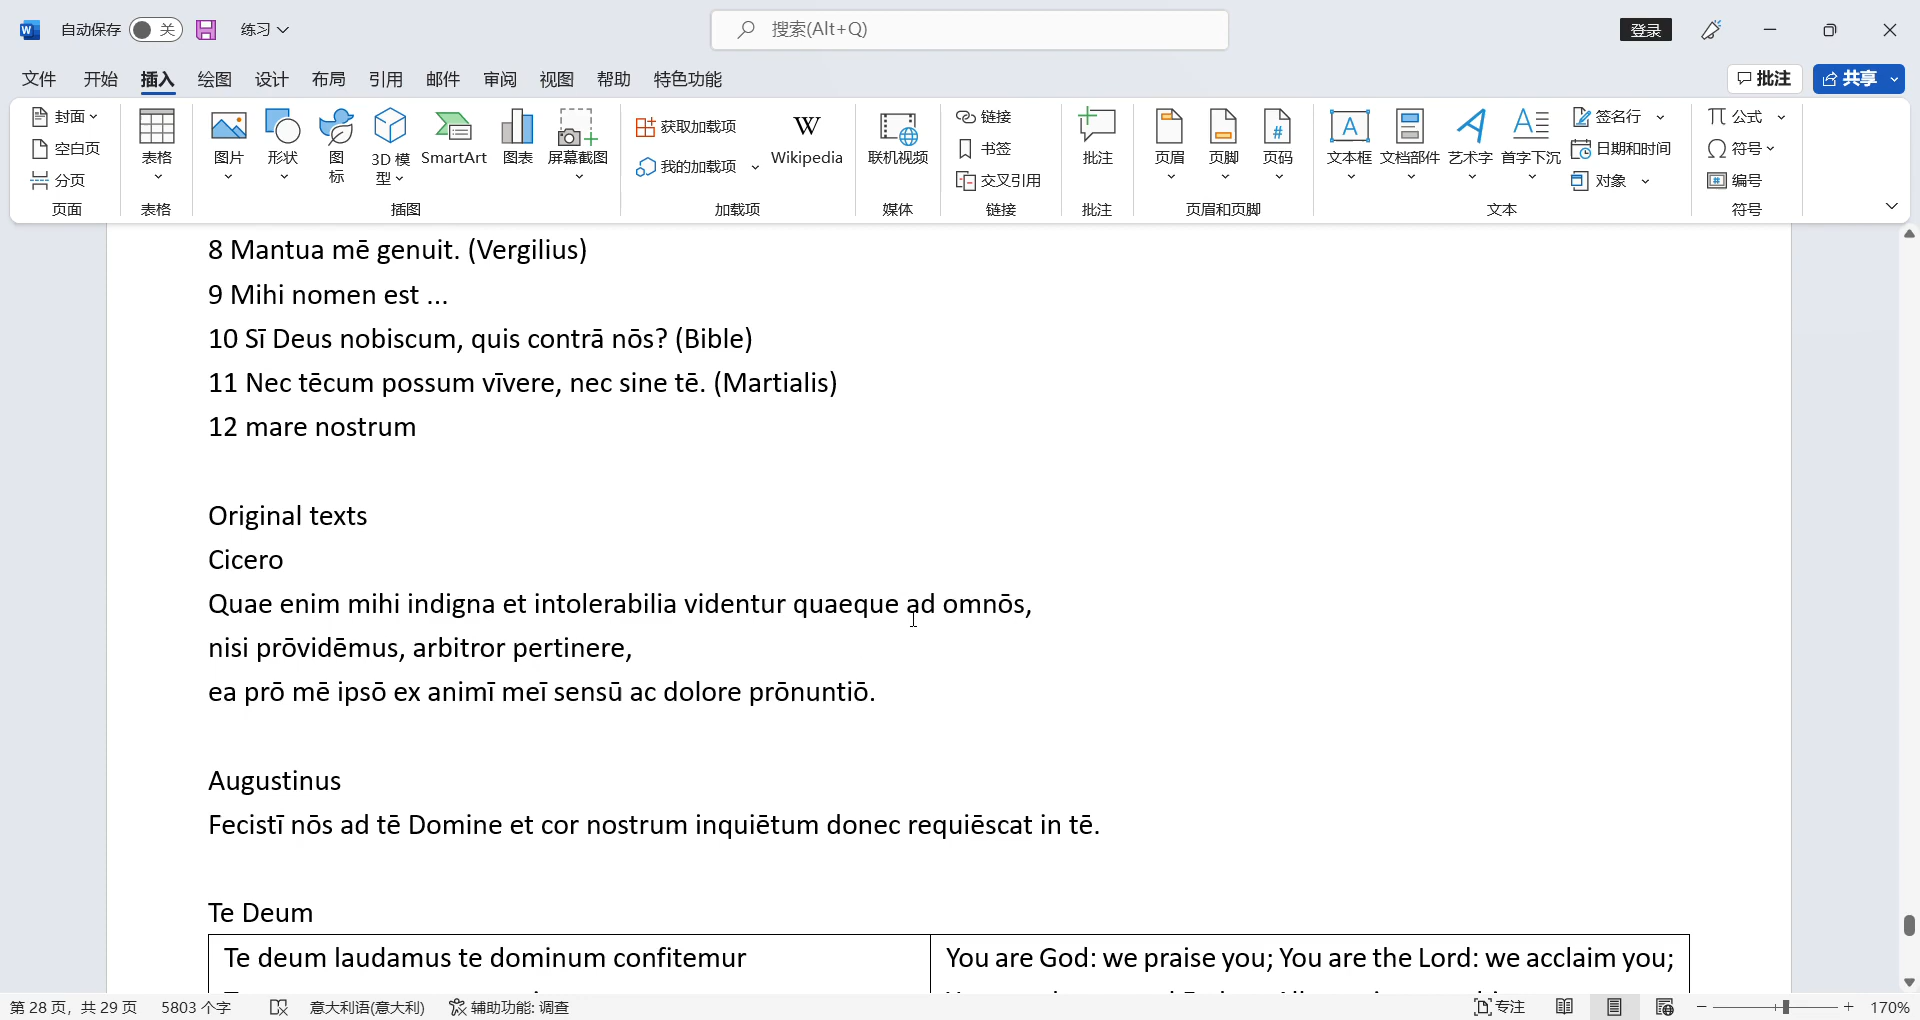 自动保存 关 练习 搜索(Alt+Q) 登录
文件 开始 插入 绘图 设计 布局 引用 邮件 审阅 视图 帮助 特色功能 批注 共享
封面 空白页 分页 页面
表格 表格
图片 形状 图标 3D 模型 SmartArt 图表 屏幕截图 插图
获取加载项 我的加载项 Wikipedia 加载项
联机视频 媒体
链接 书签 交叉引用 链接
批注 批注
页眉 页脚 页码 页眉和页脚
文本框 文档部件 艺术字 首字下沉 签名行 日期和时间 对象 文本
公式 符号 编号 符号
8 Mantua mē genuit. (Vergilius)
9 Mihi nomen est ...
10 Sī Deus nobiscum, quis contrā nōs? (Bible)
11 Nec tēcum possum vīvere, nec sine tē. (Martialis)
12 mare nostrum
Original texts
Cicero
Quae enim mihi indigna et intolerabilia videntur quaeque ad omnōs,
nisi prōvidēmus, arbitror pertinere,
ea prō mē ipsō ex animī meī sensū ac dolore prōnuntiō.
Augustinus
Fecistī nōs ad tē Domine et cor nostrum inquiētum donec requiēscat in tē.
Te Deum
Te deum laudamus te dominum confitemur
You are God: we praise you; You are the Lord: we acclaim you;
第 28 页，共 29 页 5803 个字 意大利语(意大利) 辅助功能: 调查 专注 170%